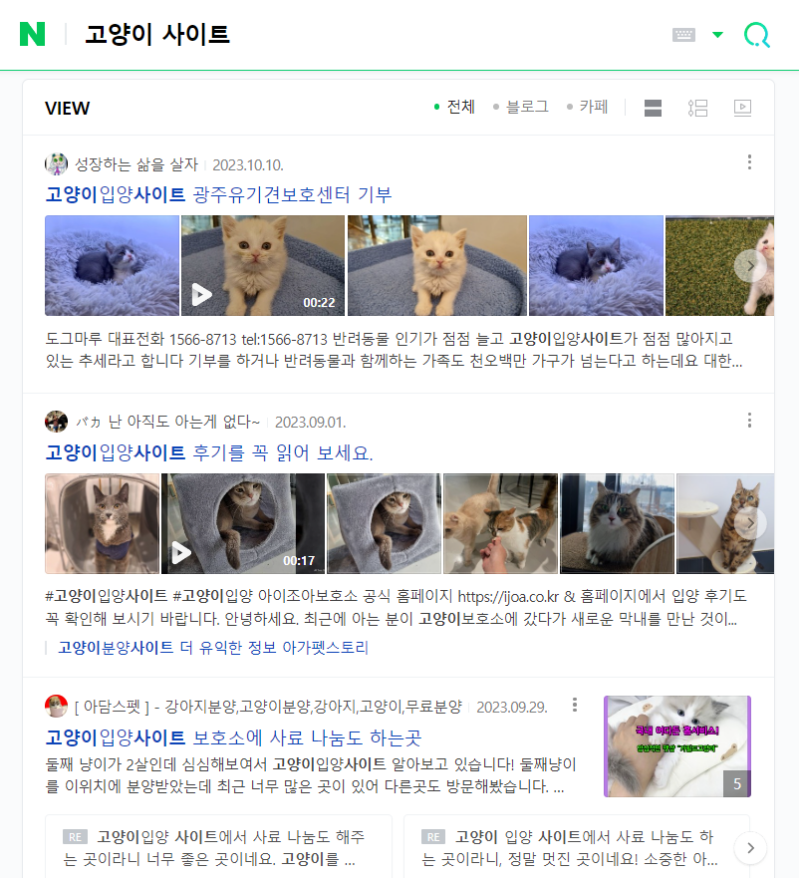 N 고양이 사이트
VIEW
전체 블로그 카페
성장하는 삶을 살자 2023.10.10.
고양이입양사이트 광주유기견보호센터 기부
00:22
도그마루 대표전화 1566-8713 tel:1566-8713 반려동물 인기가 점점 늘고 고양이입양사이트가 점점 많아지고
있는 추세라고 합니다 기부를 하거나 반려동물과 함께하는 가족도 천오백만 가구가 넘는다고 하는데요 대한...
パカ 난 아직도 아는게 없다~ 2023.09.01.
고양이입양사이트 후기를 꼭 읽어 보세요.
00:17
#고양이입양사이트 #고양이입양 아이조아보호소 공식 홈페이지 https://ijoa.co.kr & 홈페이지에서 입양 후기도
꼭 확인해 보시기 바랍니다. 안녕하세요. 최근에 아는 분이 고양이보호소에 갔다가 새로운 막내를 만난 것이...
고양이분양사이트 더 유익한 정보 아가펫스토리
[ 아담스펫 ] - 강아지분양,고양이분양,강아지,고양이,무료분양 2023.09.29.
고양이입양사이트 보호소에 사료 나눔도 하는곳
둘째 냥이가 2살인데 심심해보여서 고양이입양사이트 알아보고 있습니다! 둘째냥이
를 이위치에 분양받았는데 최근 너무 많은 곳이 있어 다른곳도 방문해봤습니다. ...
5
RE 고양이입양 사이트에서 사료 나눔도 해주
는 곳이라니 너무 좋은 곳이네요. 고양이를 ...
RE 고양이 입양 사이트에서 사료 나눔도 하
는 곳이라니, 정말 멋진 곳이네요! 소중한 아...